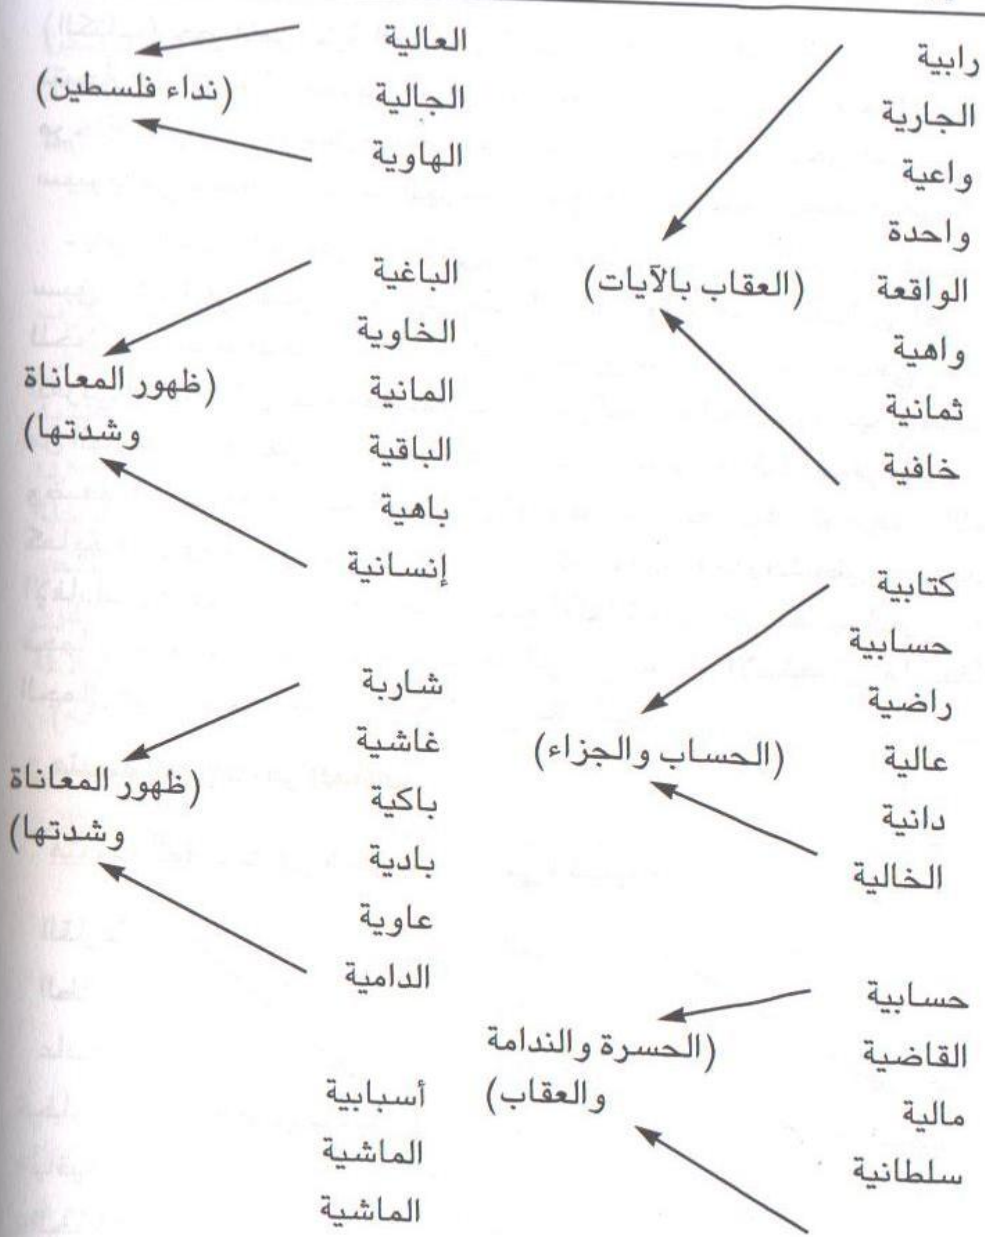 رابية
الجارية
واعية
واحدة
الواقعة (العقاب بالآيات)
واهية
ثمانية
خافية
كتابية
حسابية
راضية
عالية (الحساب والجزاء)
دانية
الخالية
حسابية
القاضية (الحسرة والندامة
مالية والعقاب)
سلطانية
العالية
الجالية (نداء فلسطين)
الهاوية
الباغية
الخاوية
المانية (ظهور المعاناة
الباقية وشدتها)
باهية
إنسانية
شاربة
غاشية
باكية (ظهور المعاناة
بادية وشدتها)
عاوية
الدامية
أسبابية
الماشية
الماشية